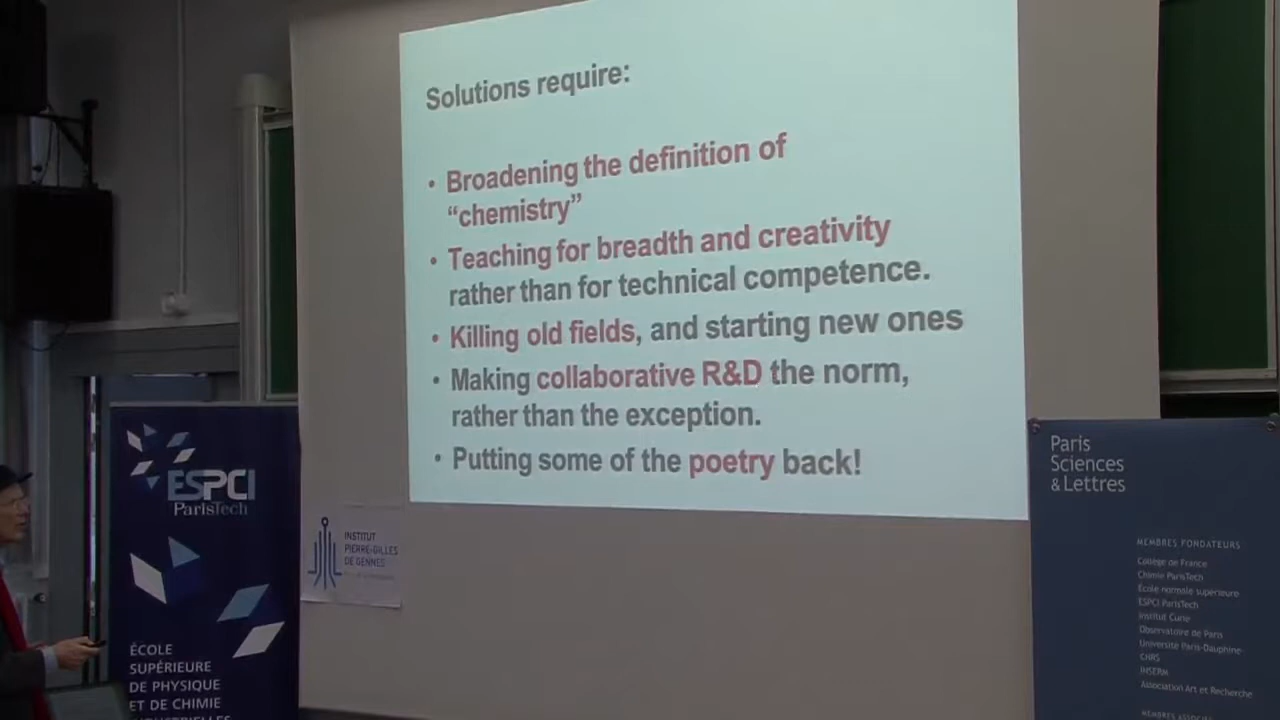 Solutions require:
• Broadening the definition of
“chemistry”
• Teaching for breadth and creativity
rather than for technical competence.
• Killing old fields, and starting new ones
• Making collaborative R&D the norm,
rather than the exception.
• Putting some of the poetry back!
ESPCI
ParisTech
ÉCOLE
SUPÉRIEURE
DE PHYSIQUE
ET DE CHIMIE
INDUSTRIELLES
INSTITUT
PIERRE-GILLES
DE GENNES
Paris
Sciences
& Lettres
MEMBRES FONDATEURS
Collège de France
Chimie ParisTech
École normale supérieure
ESPCI ParisTech
Institut Curie
Observatoire de Paris
Université Paris-Dauphine
CNRS
INSERM
Association Art et Recherche